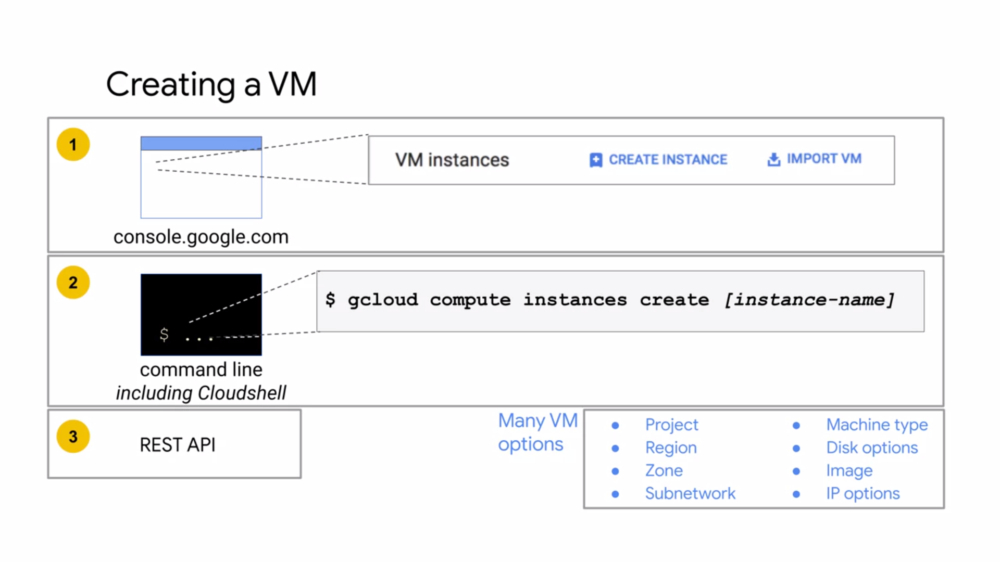 Creating a VM
1
VM instances
CREATE INSTANCE
IMPORT VM
console.google.com
2
$ gcloud compute instances create [instance-name]
$ ...
command line
including Cloudshell
3
REST API
Many VM
options
● Project
● Region
● Zone
● Subnetwork
● Machine type
● Disk options
● Image
● IP options